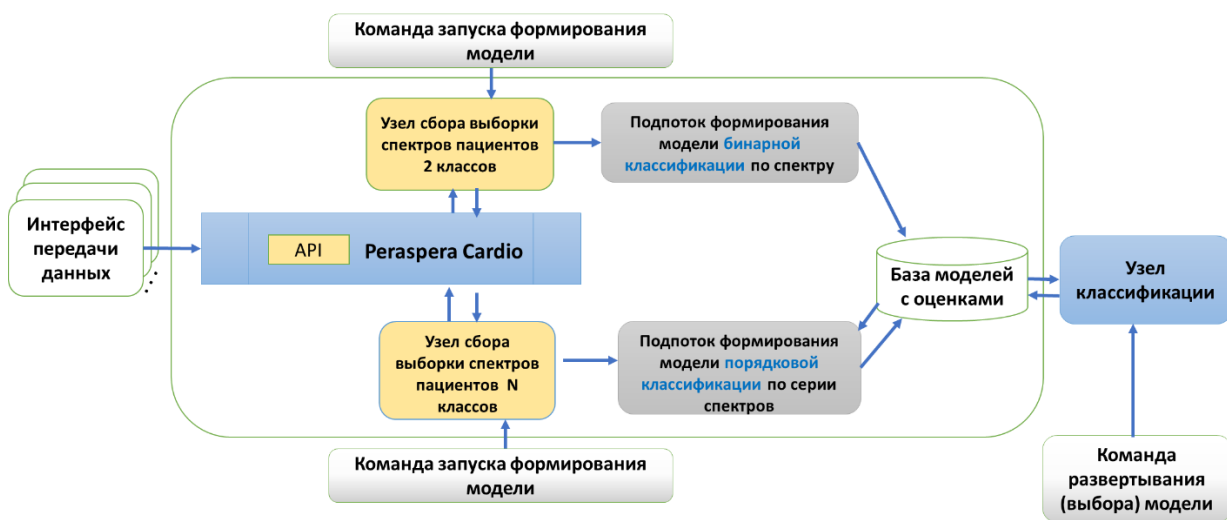 Команда запуска формирования
модели
Узел сбора выборки
спектров пациентов
2 классов
Подпоток формирования
модели бинарной
классификации по спектру
Интерфейс
передачи
данных
API
Peraspera Cardio
База моделей
с оценками
Узел
классификации
Узел сбора
выборки спектров
пациентов N
классов
Подпоток формирования
модели порядковой
классификации по серии
спектров
Команда запуска формирования
модели
Команда
развертывания
(выбора) модели